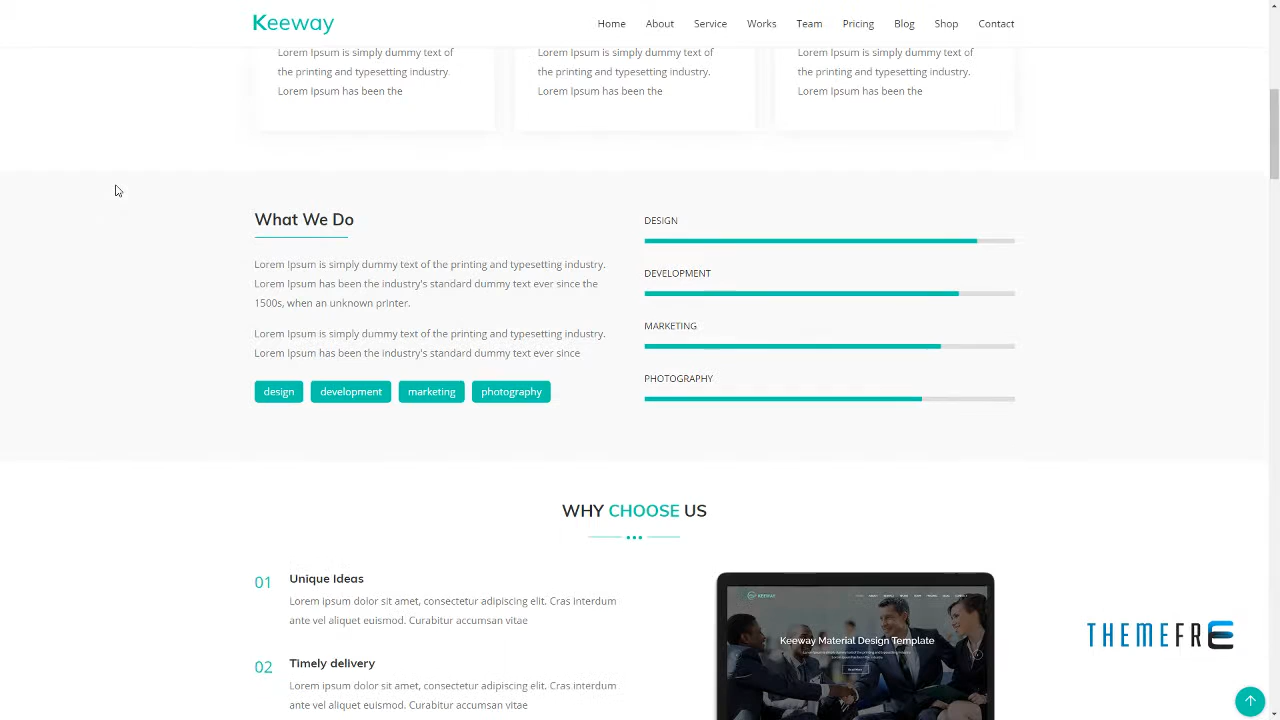 Keeway
Home About Service Works Team Pricing Blog Shop Contact
Lorem Ipsum is simply dummy text of
the printing and typesetting industry.
Lorem Ipsum has been the
Lorem Ipsum is simply dummy text of
the printing and typesetting industry.
Lorem Ipsum has been the
Lorem Ipsum is simply dummy text of
the printing and typesetting industry.
Lorem Ipsum has been the
What We Do
Lorem Ipsum is simply dummy text of the printing and typesetting industry.
Lorem Ipsum has been the industry's standard dummy text ever since the
1500s, when an unknown printer.
Lorem Ipsum is simply dummy text of the printing and typesetting industry.
Lorem Ipsum has been the industry's standard dummy text ever since
design development marketing photography
DESIGN
DEVELOPMENT
MARKETING
PHOTOGRAPHY
WHY CHOOSE US
01 Unique Ideas
Lorem ipsum dolor sit amet, consectetur adipiscing elit. Cras interdum
ante vel aliquet euismod. Curabitur accumsan vitae
02 Timely delivery
Lorem ipsum dolor sit amet, consectetur adipiscing elit. Cras interdum
ante vel aliquet euismod. Curabitur accumsan vitae
KEEWAY
Keeway Material Design Template
THEMEFRE